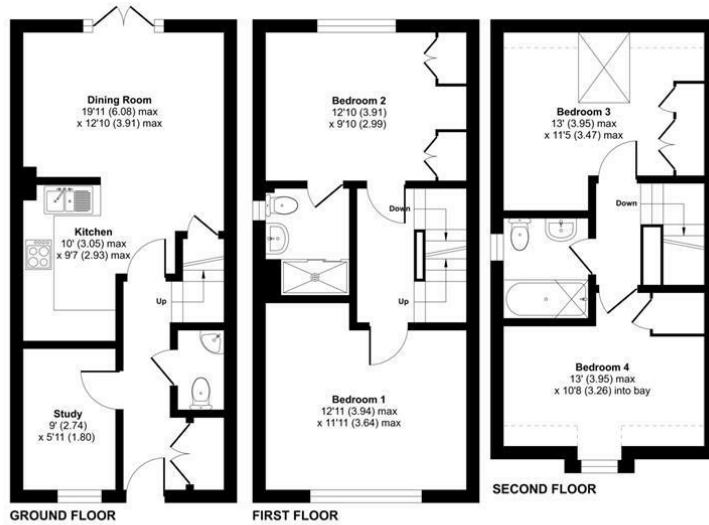 Dining Room
19'11 (6.08) max
x 12'10 (3.91) max
Kitchen
10' (3.05) max
x 9'7 (2.93) max
Up
Study
9' (2.74)
x 5'11 (1.80)
GROUND FLOOR
Bedroom 2
12'10 (3.91)
x 9'10 (2.99)
Down
Up
Bedroom 1
12'11 (3.94) max
x 11'11 (3.64) max
FIRST FLOOR
Bedroom 3
13' (3.95) max
x 11'5 (3.47) max
Down
Bedroom 4
13' (3.95) max
x 10'8 (3.26) into bay
SECOND FLOOR